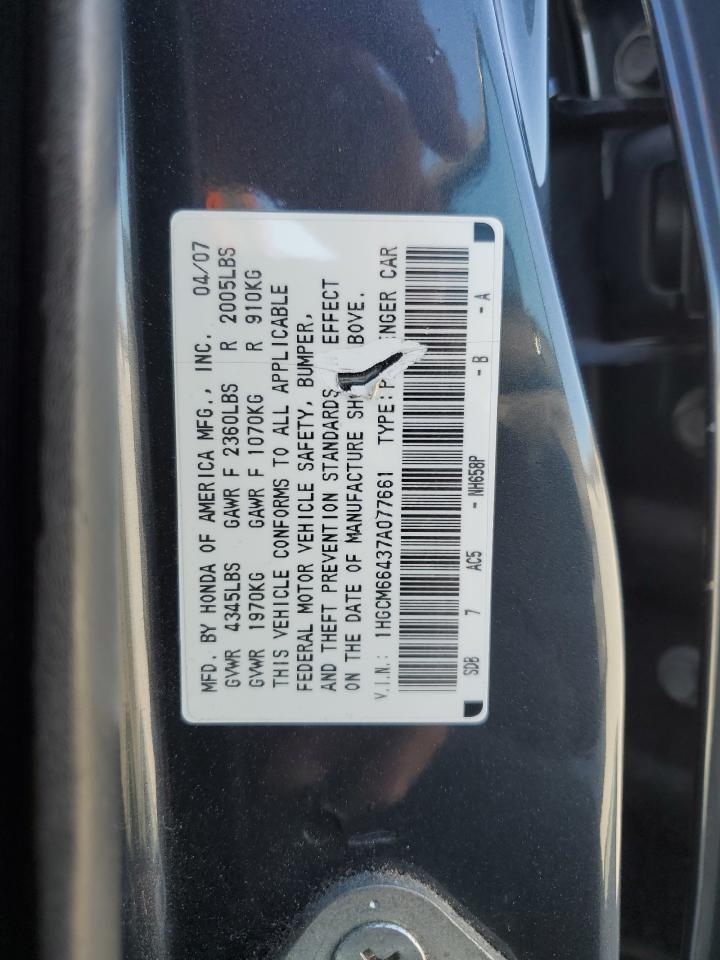 MFD. BY HONDA OF AMERICA MFG., INC. 04/07
GVWR 4345LBS GAWR F 2360LBS R 2005LBS
GVWR 1970KG GAWR F 1070KG R 910KG
THIS VEHICLE CONFORMS TO ALL APPLICABLE
FEDERAL MOTOR VEHICLE SAFETY, BUMPER,
AND THEFT PREVENTION STANDARDS EFFECT
ON THE DATE OF MANUFACTURE SH BOVE.
V.I.N.: 1HGCM66437A077661 TYPE: P NGER CAR
SDB 7 AC5 - NH658P - B - A